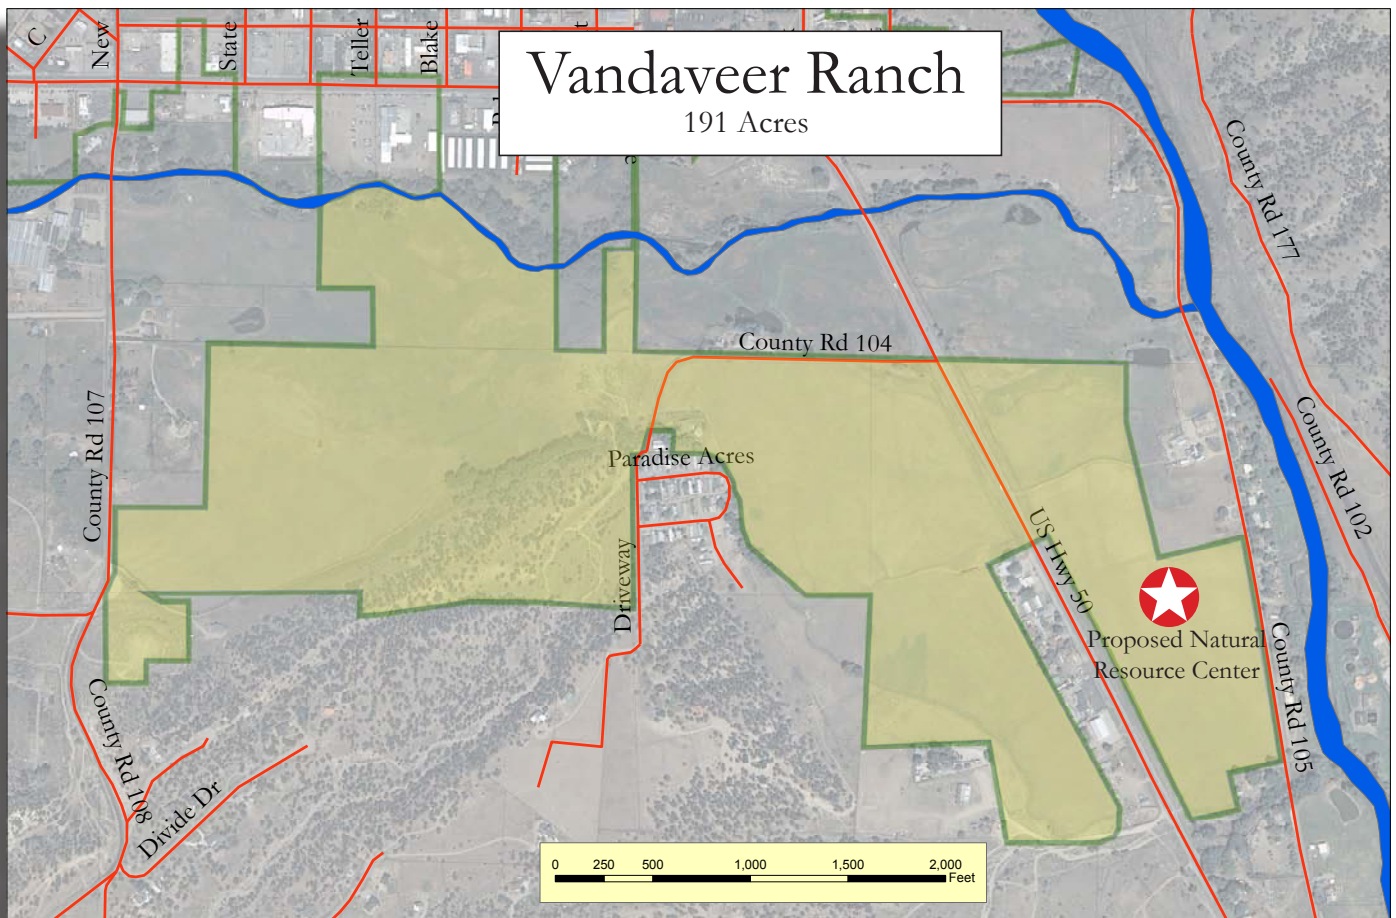 C
New
State
Teller
Blake
Vandaveer Ranch
191 Acres
County Rd 177
County Rd 104
County Rd 107
Paradise Acres
County Rd 102
US Hwy 50
Driveway
Proposed Natural
Resource Center
County Rd 105
County Rd 108
Divide Dr
0 250 500 1,000 1,500 2,000
Feet